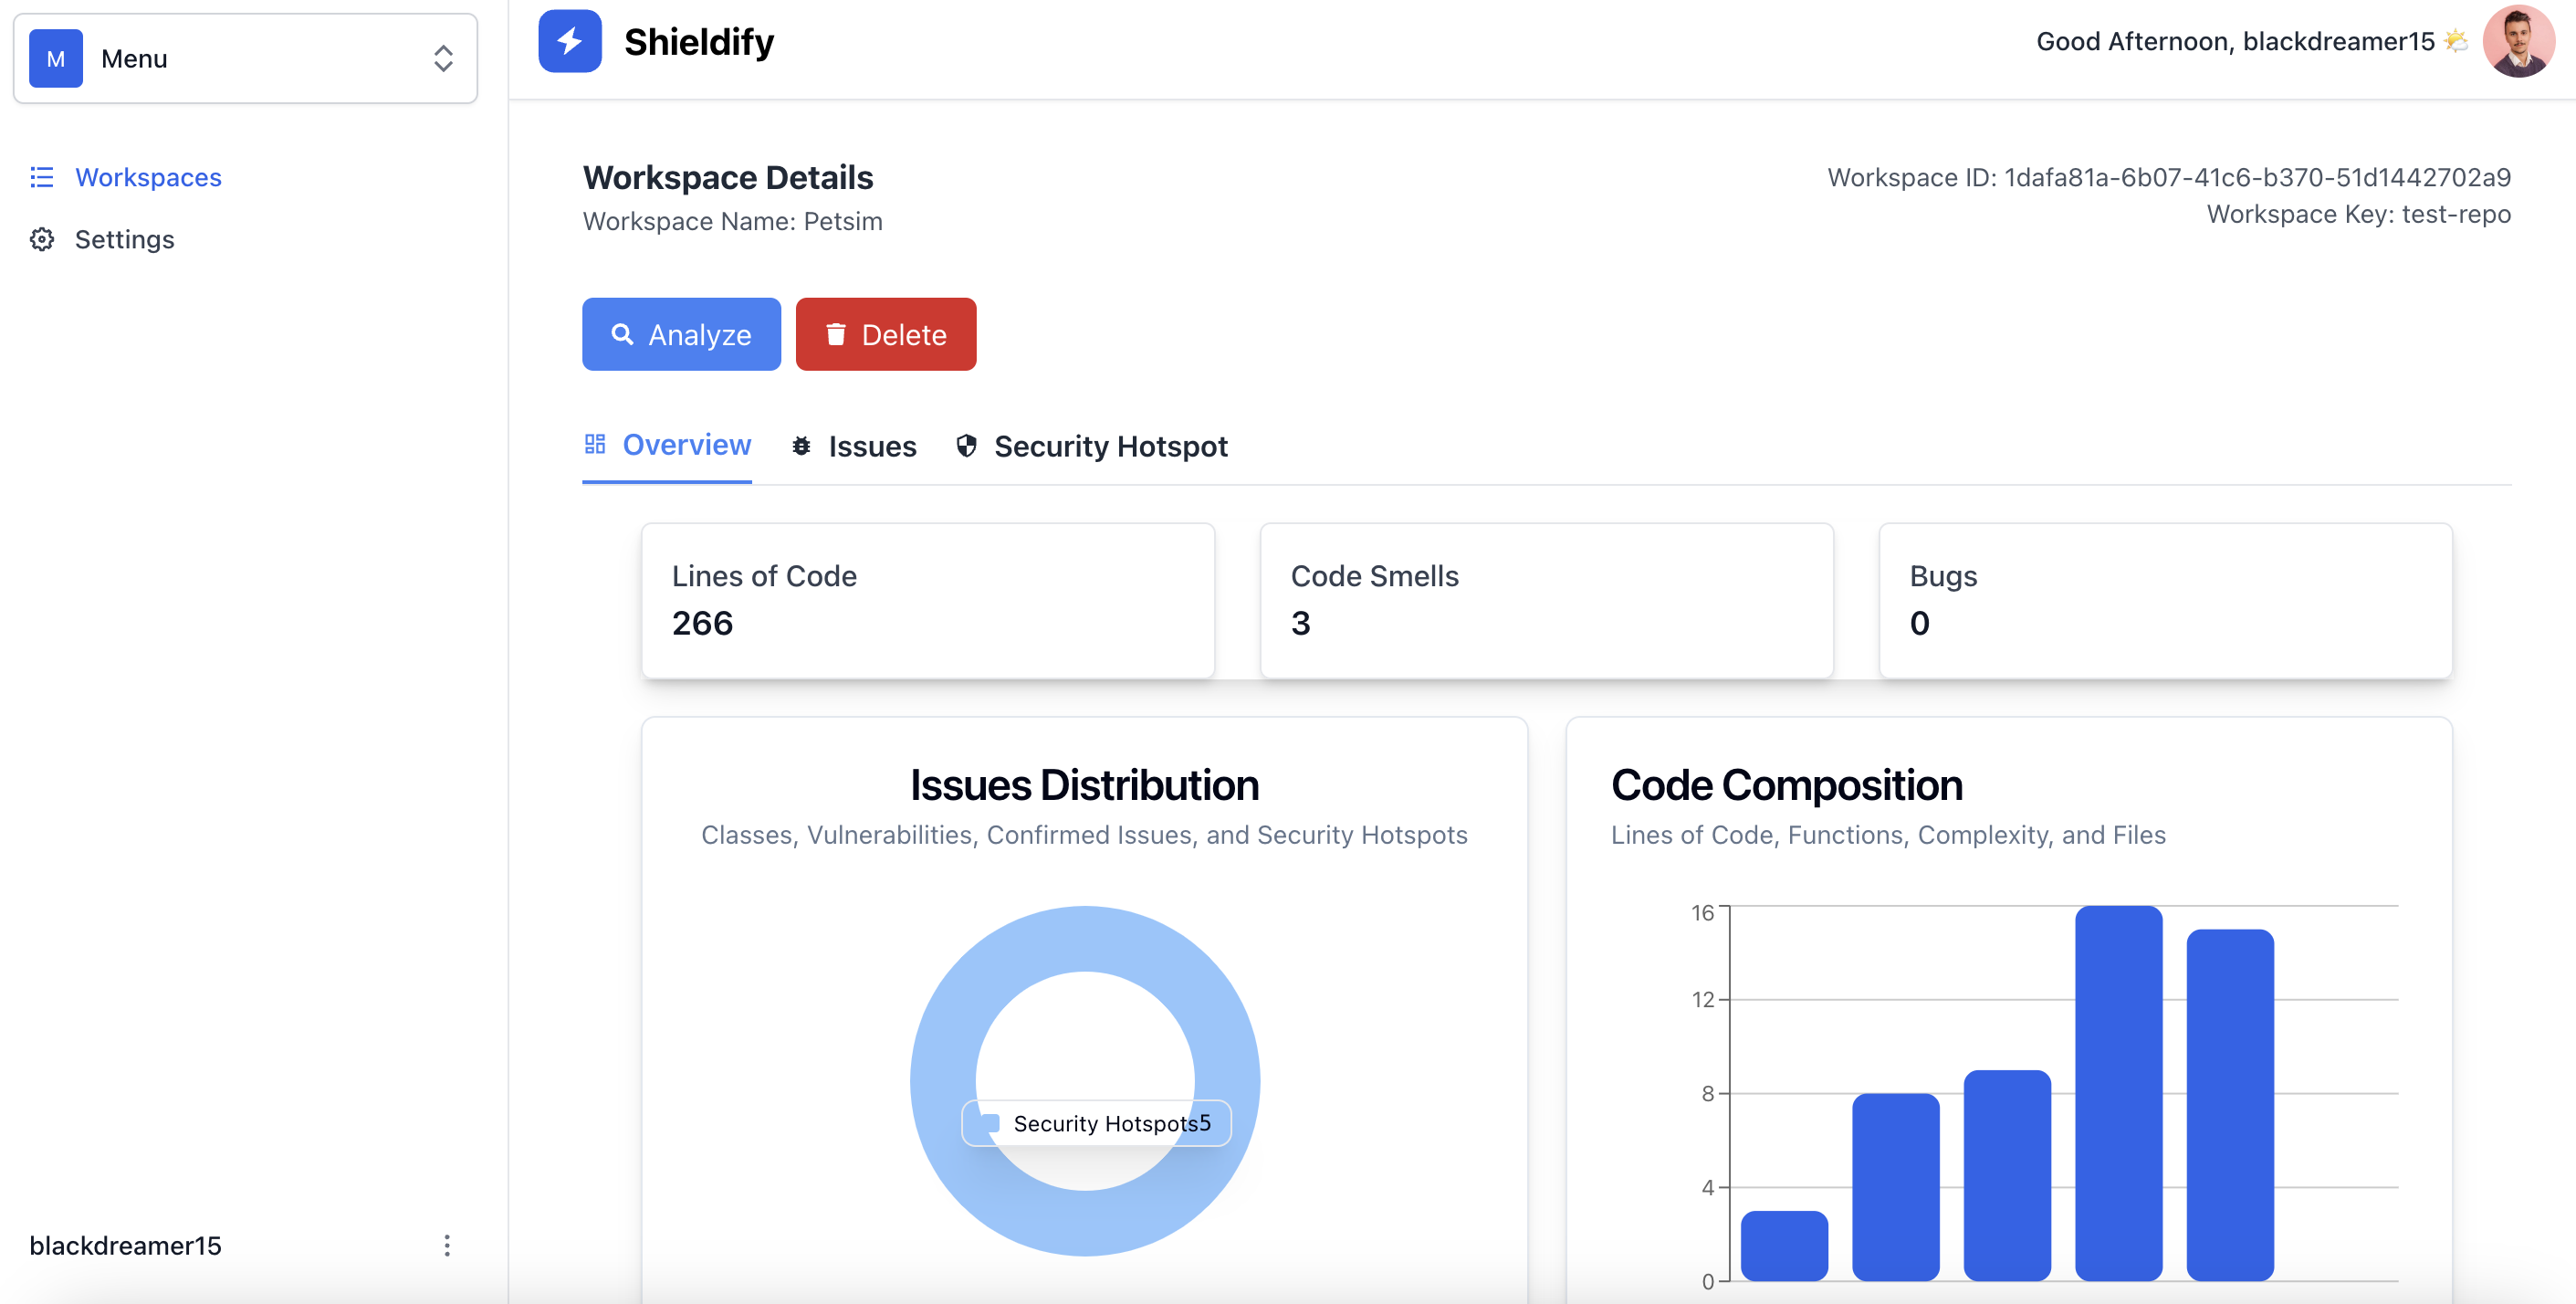 M Menu
Workspaces
Settings
blackdreamer15
Shieldify
Good Afternoon, blackdreamer15
Workspace Details
Workspace Name: Petsim
Workspace ID: 1dafa81a-6b07-41c6-b370-51d1442702a9
Workspace Key: test-repo
Analyze
Delete
Overview
Issues
Security Hotspot
Lines of Code
266
Code Smells
3
Bugs
0
Issues Distribution
Classes, Vulnerabilities, Confirmed Issues, and Security Hotspots
Security Hotspots5
Code Composition
Lines of Code, Functions, Complexity, and Files
16
12
8
4
0